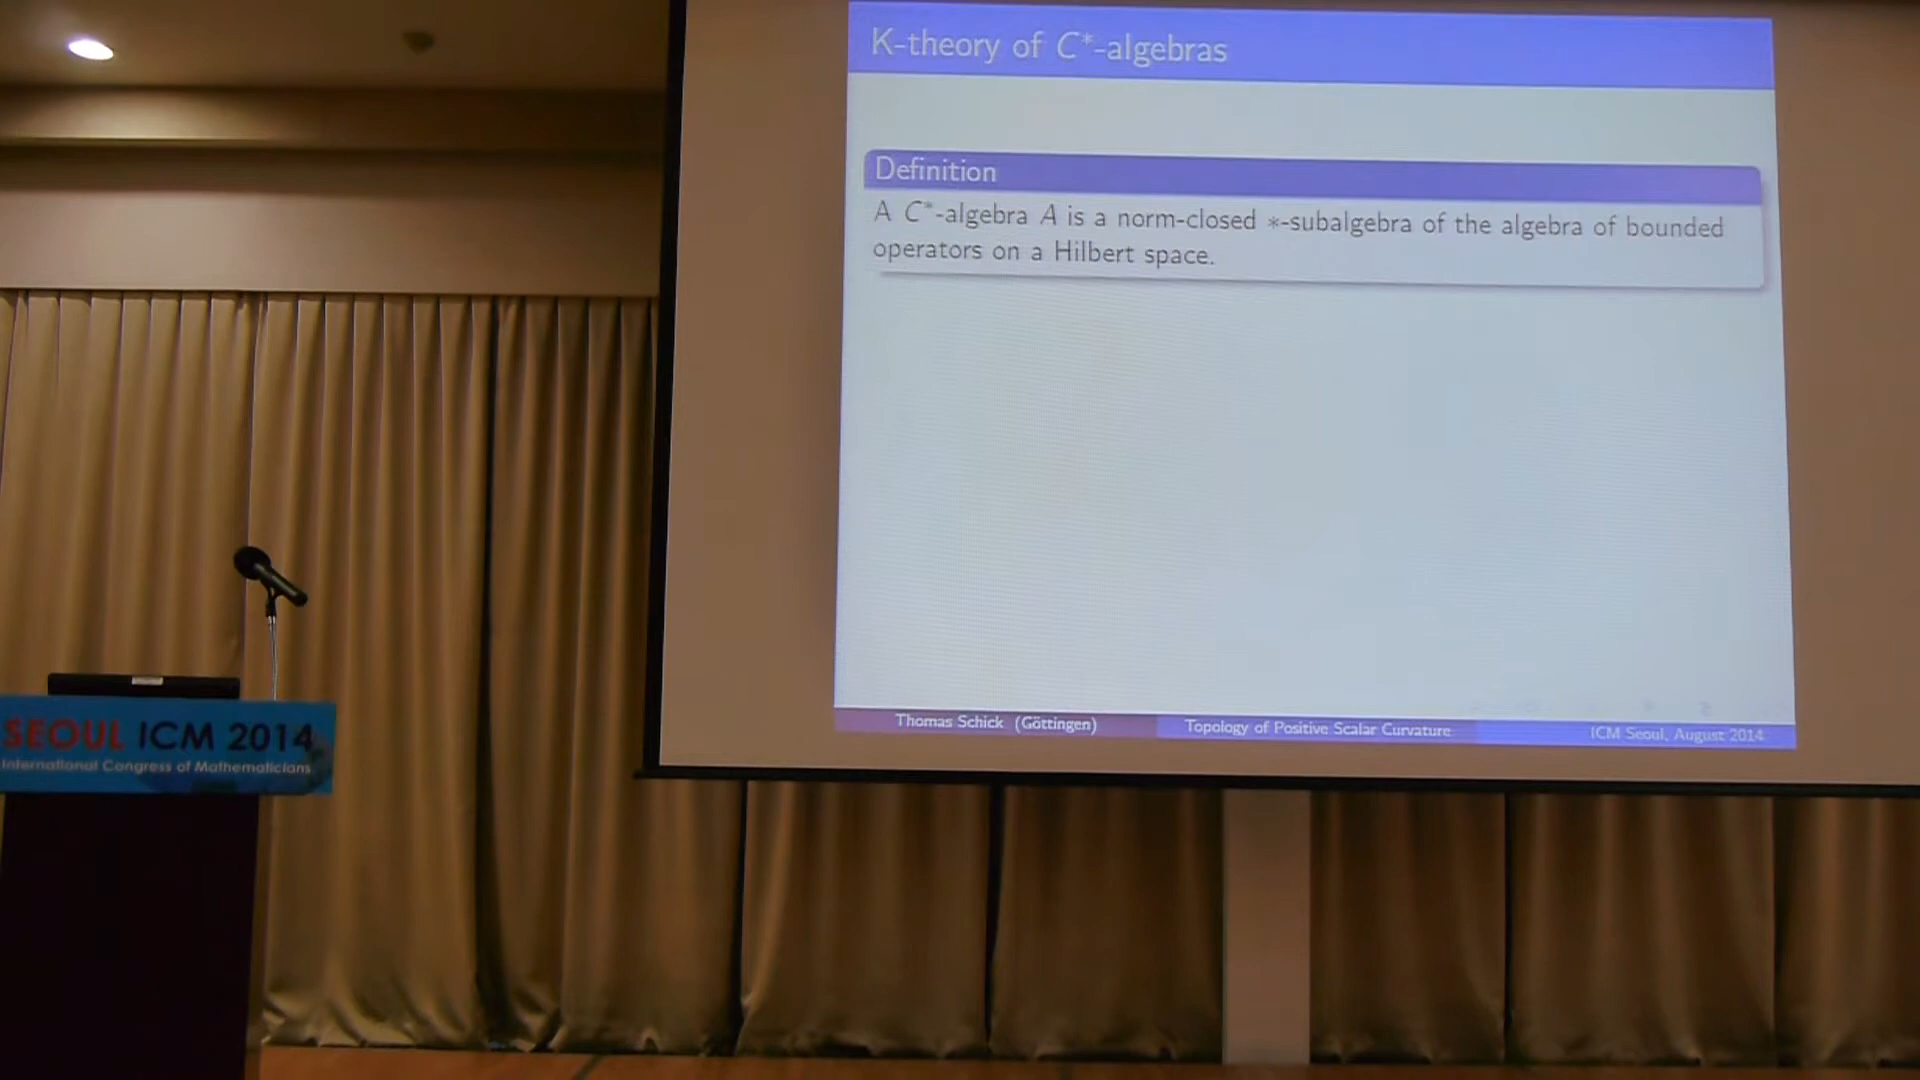 K-theory of C*-algebras
Definition
A C*-algebra A is a norm-closed *-subalgebra of the algebra of bounded
operators on a Hilbert space.
Thomas Schick (Göttingen)
Topology of Positive Scalar Curvature
ICM Seoul, August 2014
SEOUL ICM 2014
International Congress of Mathematicians